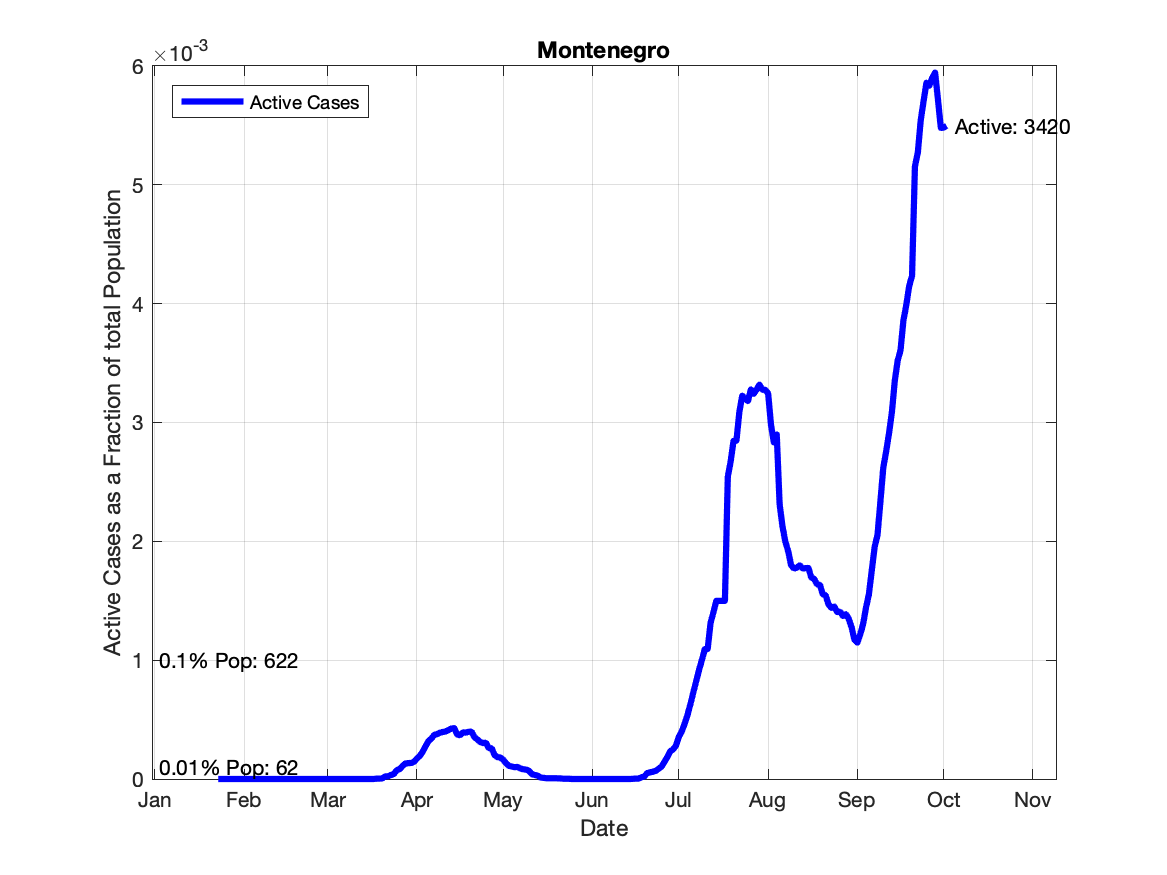 Montenegro
×10-3
Active Cases
6
5
4
3
2
1
0
Active Cases as a Fraction of total Population
Active: 3420
0.1% Pop: 622
0.01% Pop: 62
Jan Feb Mar Apr May Jun Jul Aug Sep Oct Nov
Date